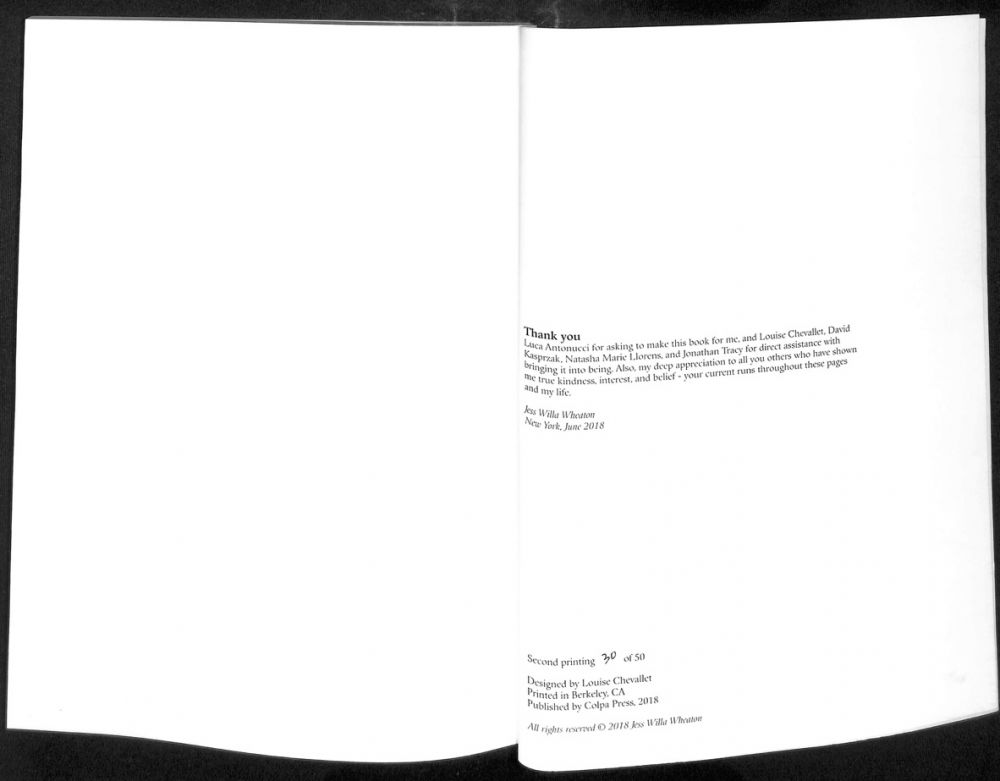 Thank you
Luca Antonucci for asking to make this book for me, and Louise Chevallet, David
Kasprzak, Natasha Marie Llorens, and Jonathan Tracy for direct assistance with
bringing it into being. Also, my deep appreciation to all you others who have shown
me true kindness, interest, and belief - your current runs throughout these pages
and my life.
Jess Willa Wheaton
New York, June 2018
Second printing 30 of 50
Designed by Louise Chevallet
Printed in Berkeley, CA
Published by Colpa Press, 2018
All rights reserved © 2018 Jess Willa Wheaton